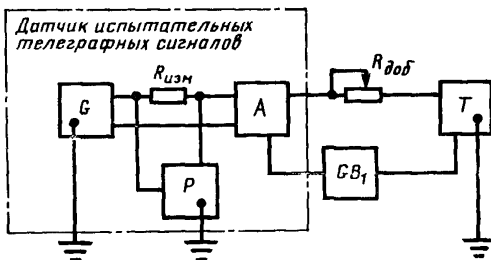 Датчик испытательных
телеграфных сигналов
Rизм
Rдоб
G
A
T
P
GB1